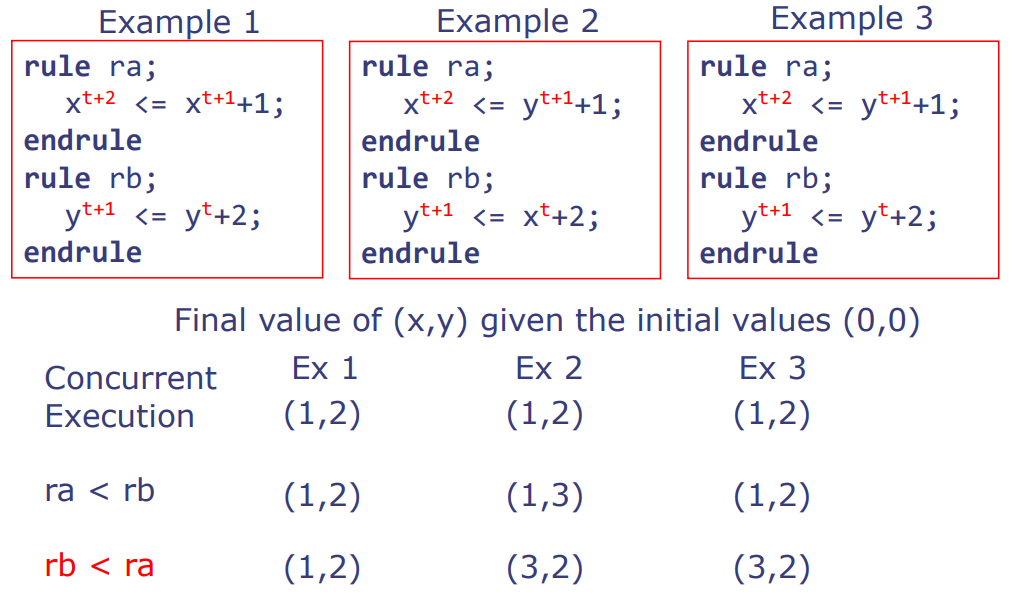 Example 1 Example 2 Example 3
rule ra;
x^t+2 <= x^t+1+1;
endrule
rule rb;
y^t+1 <= y^t+2;
endrule
rule ra;
x^t+2 <= y^t+1+1;
endrule
rule rb;
y^t+1 <= x^t+2;
endrule
rule ra;
x^t+2 <= y^t+1+1;
endrule
rule rb;
y^t+1 <= y^t+2;
endrule
Final value of (x,y) given the initial values (0,0)
Ex 1 Ex 2 Ex 3
Concurrent
Execution (1,2) (1,2) (1,2)
ra < rb (1,2) (1,3) (1,2)
rb < ra (1,2) (3,2) (3,2)